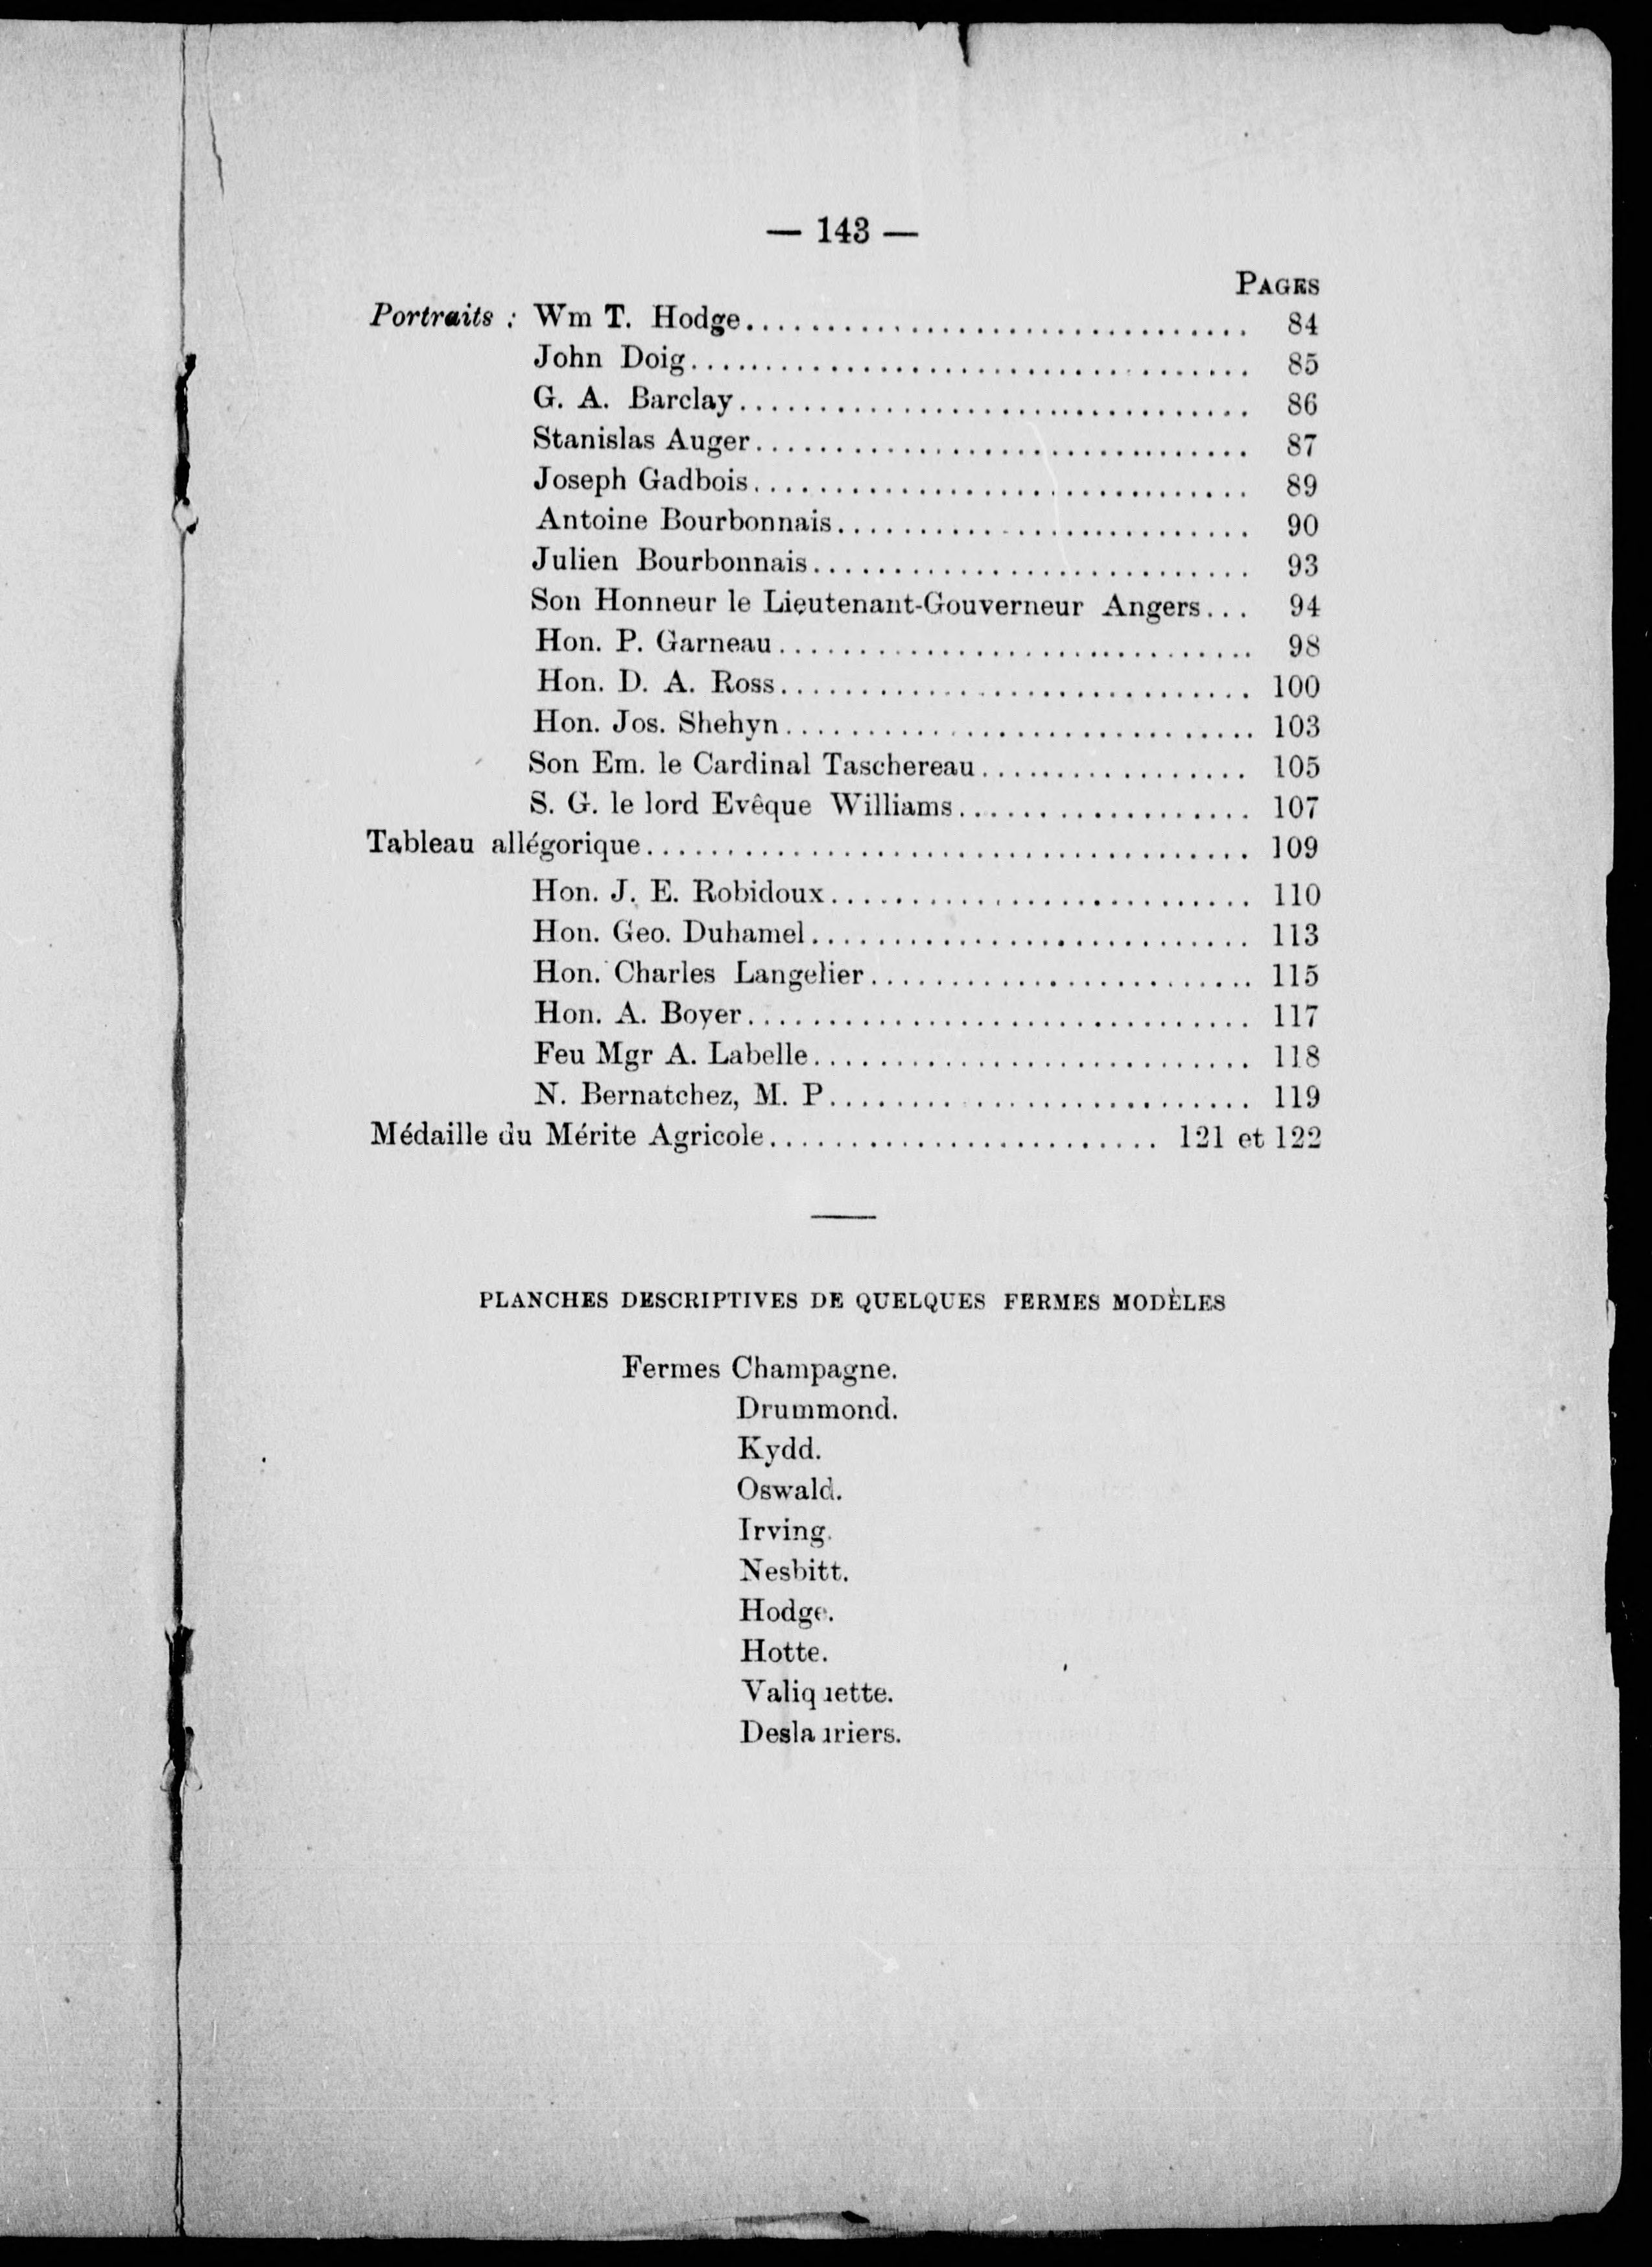 — 143 —
PAGES
Portraits : Wm T. Hodge................................ 84
John Doig................................... 85
G. A. Barclay................................ 86
Stanislas Auger............................... 87
Joseph Gadbois............................... 89
Antoine Bourbonnais.......................... 90
Julien Bourbonnais............................ 93
Son Honneur le Lieutenant-Gouverneur Angers... 94
Hon. P. Garneau.............................. 98
Hon. D. A. Ross.............................. 100
Hon. Jos. Shehyn.............................. 103
Son Em. le Cardinal Taschereau................. 105
S. G. le lord Evêque Williams................... 107
Tableau allégorique...................................... 109
Hon. J. E. Robidoux........................... 110
Hon. Geo. Duhamel............................ 113
Hon. Charles Langelier........................ 115
Hon. A. Boyer................................ 117
Feu Mgr A. Labelle............................ 118
N. Bernatchez, M. P........................... 119
Médaille du Mérite Agricole......................... 121 et 122
PLANCHES DESCRIPTIVES DE QUELQUES FERMES MODÈLES
Fermes Champagne.
Drummond.
Kydd.
Oswald.
Irving.
Nesbitt.
Hodge.
Hotte.
Valiquette.
Deslauriers.